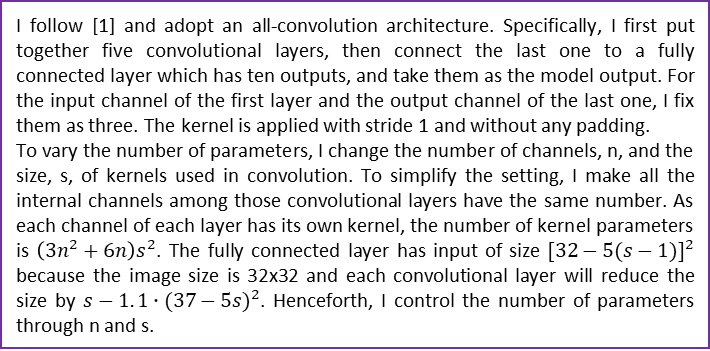 I follow [1] and adopt an all-convolution architecture. Specifically, I first put
together five convolutional layers, then connect the last one to a fully
connected layer which has ten outputs, and take them as the model output. For
the input channel of the first layer and the output channel of the last one, I fix
them as three. The kernel is applied with stride 1 and without any padding.
To vary the number of parameters, I change the number of channels, n, and the
size, s, of kernels used in convolution. To simplify the setting, I make all the
internal channels among those convolutional layers have the same number. As
each channel of each layer has its own kernel, the number of kernel parameters
is (3n² + 6n)s². The fully connected layer has input of size [32 − 5(s − 1)]²
because the image size is 32x32 and each convolutional layer will reduce the
size by s − 1.1· (37 − 5s)². Henceforth, I control the number of parameters
through n and s.